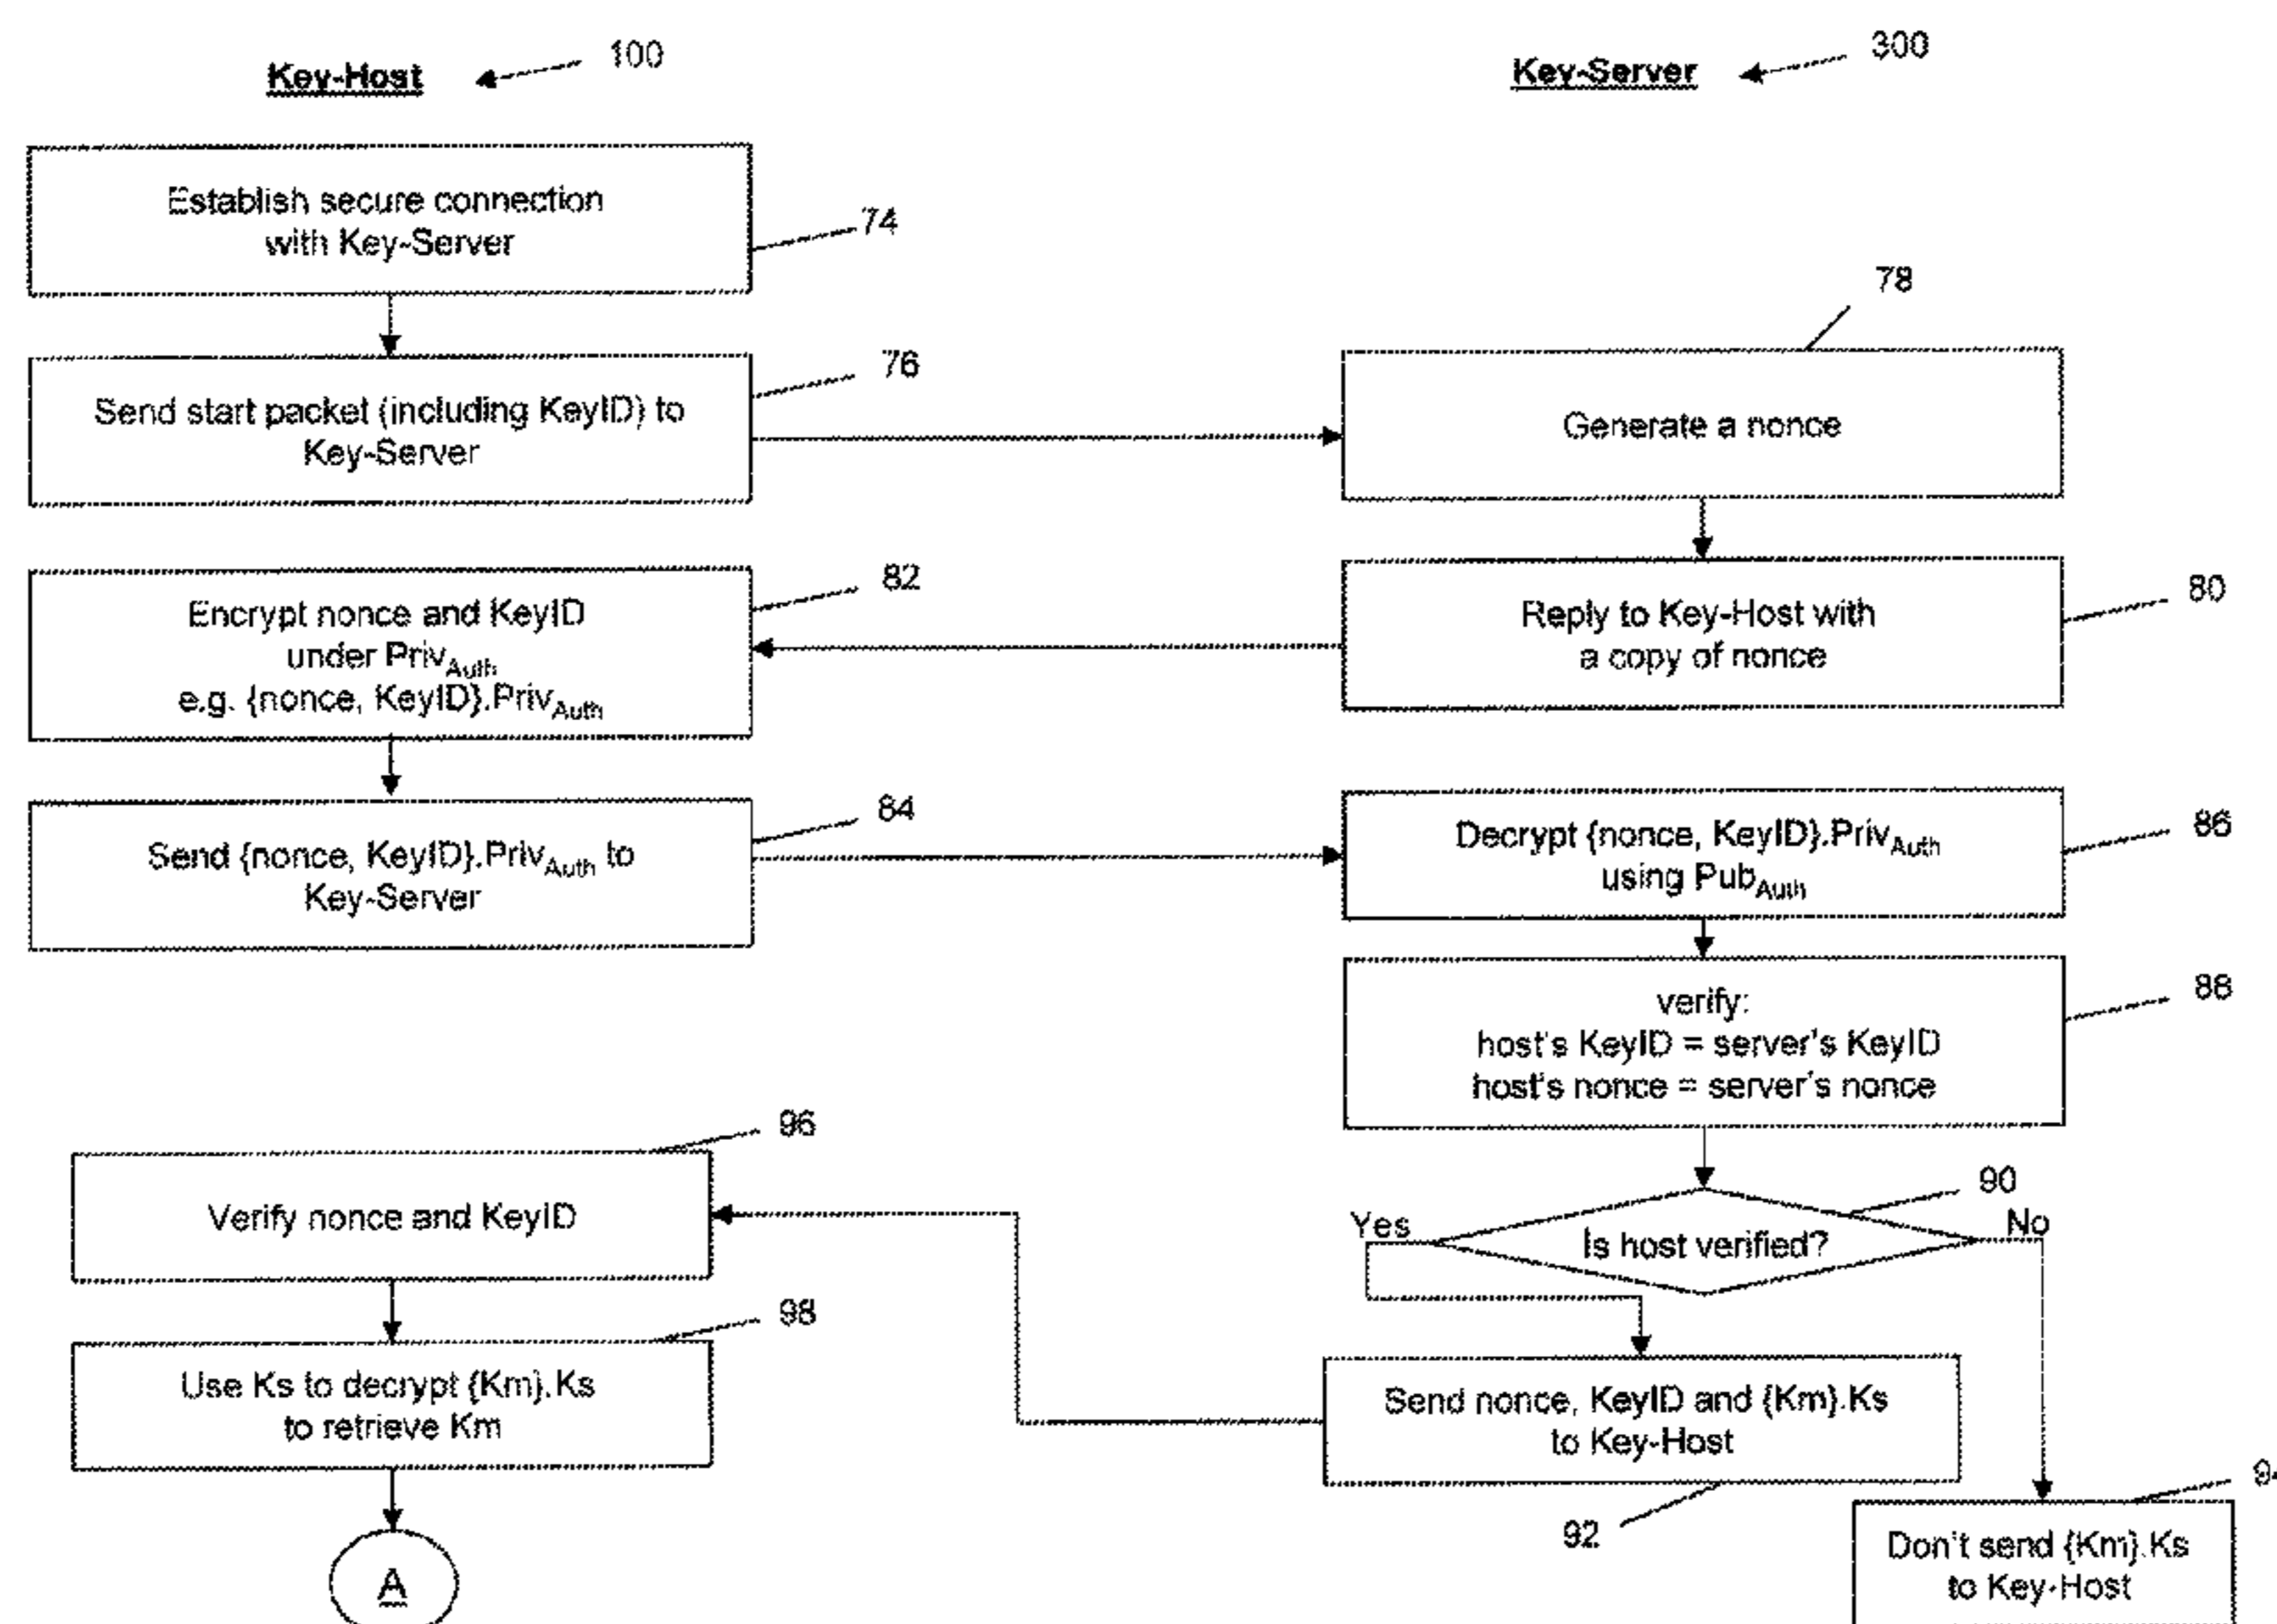 Key-Host
100
Key-Server
300
Establish secure connection
with Key-Server
74
78
Send start packet (including KeyID) to
Key-Server
76
Generate a nonce
Encrypt nonce and KeyID
under PrivAuth
e.g. {nonce, KeyID}.PrivAuth
82
Reply to Key-Host with
a copy of nonce
80
Send {nonce, KeyID}.PrivAuth to
Key-Server
84
Decrypt {nonce, KeyID}.PrivAuth
using PubAuth
86
verify:
host's KeyID = server's KeyID
host's nonce = server's nonce
88
96
Verify nonce and KeyID
90
Yes
Is host verified?
No
98
Use Ks to decrypt {Km}.Ks
to retrieve Km
Send nonce, KeyID and {Km}.Ks
to Key-Host
92
Don't send {Km}.Ks
to Key-Host
A